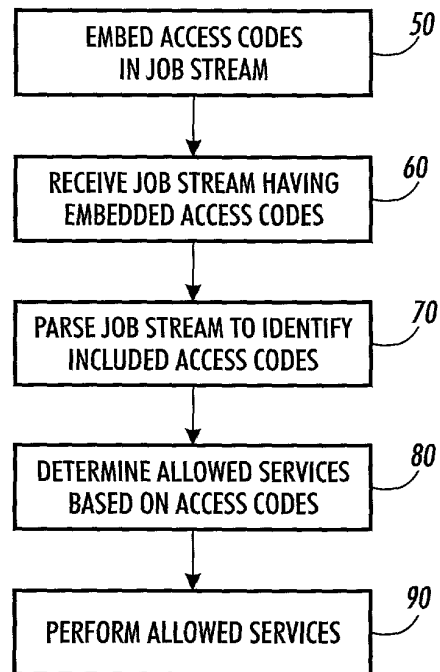 EMBED ACCESS CODES
IN JOB STREAM
50
RECEIVE JOB STREAM HAVING
EMBEDDED ACCESS CODES
60
PARSE JOB STREAM TO IDENTIFY
INCLUDED ACCESS CODES
70
DETERMINE ALLOWED SERVICES
BASED ON ACCESS CODES
80
PERFORM ALLOWED SERVICES
90